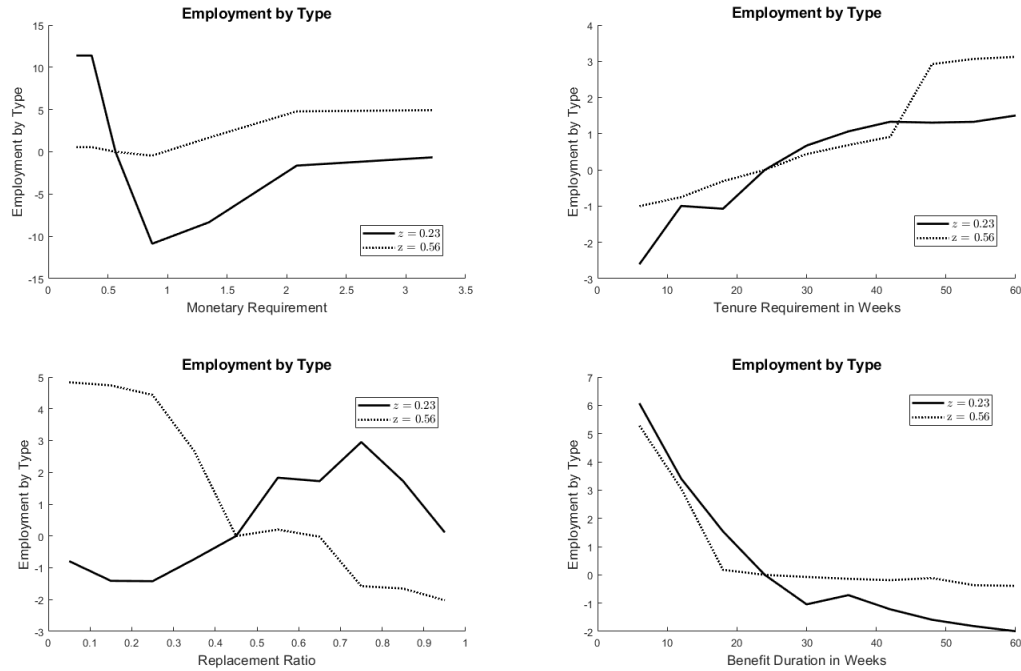 Employment by Type
Employment by Type
15
10
5
0
-5
-10
-15
0 0.5 1 1.5 2 2.5 3 3.5
Monetary Requirement
z = 0.23
z = 0.56
Employment by Type
Employment by Type
4
3
2
1
0
-1
-2
-3
0 10 20 30 40 50 60
Tenure Requirement in Weeks
z = 0.23
z = 0.56
Employment by Type
Employment by Type
5
4
3
2
1
0
-1
-2
-3
0 0.1 0.2 0.3 0.4 0.5 0.6 0.7 0.8 0.9 1
Replacement Ratio
z = 0.23
z = 0.56
Employment by Type
Employment by Type
7
6
5
4
3
2
1
0
-1
-2
0 10 20 30 40 50 60
Benefit Duration in Weeks
z = 0.23
z = 0.56